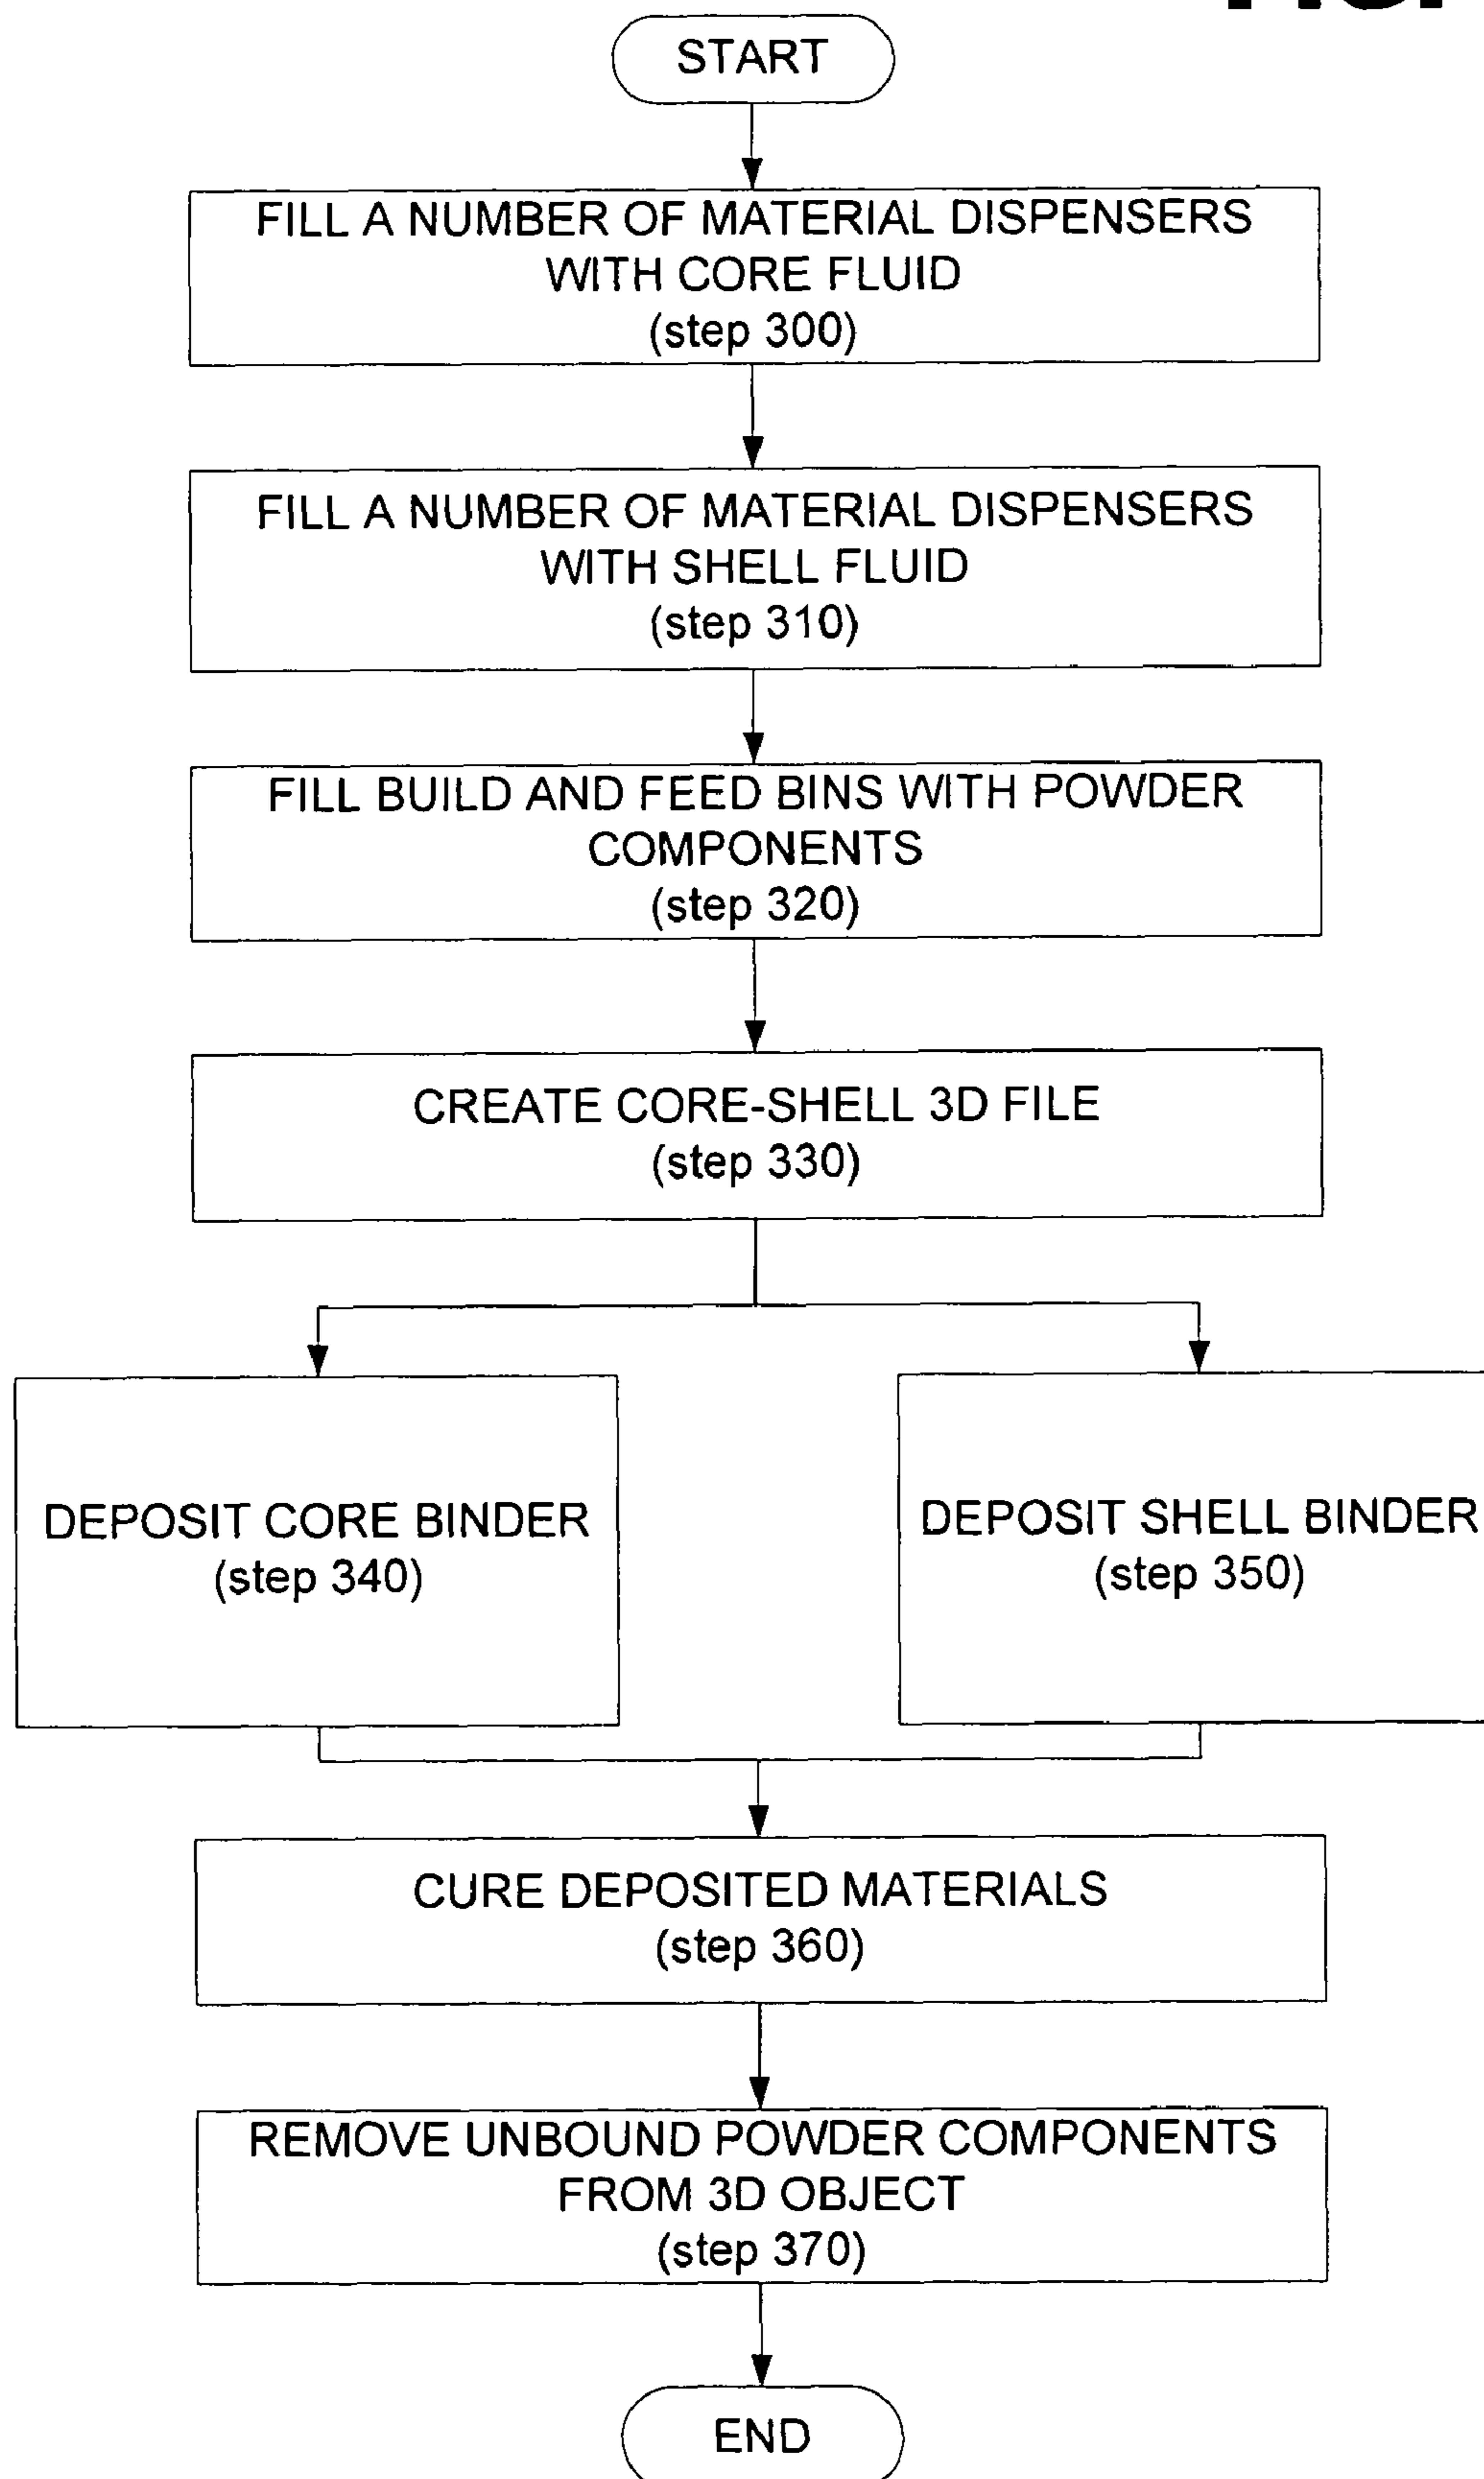 START
FILL A NUMBER OF MATERIAL DISPENSERS
WITH CORE FLUID
(step 300)
FILL A NUMBER OF MATERIAL DISPENSERS
WITH SHELL FLUID
(step 310)
FILL BUILD AND FEED BINS WITH POWDER
COMPONENTS
(step 320)
CREATE CORE-SHELL 3D FILE
(step 330)
DEPOSIT CORE BINDER
(step 340)
DEPOSIT SHELL BINDER
(step 350)
CURE DEPOSITED MATERIALS
(step 360)
REMOVE UNBOUND POWDER COMPONENTS
FROM 3D OBJECT
(step 370)
END